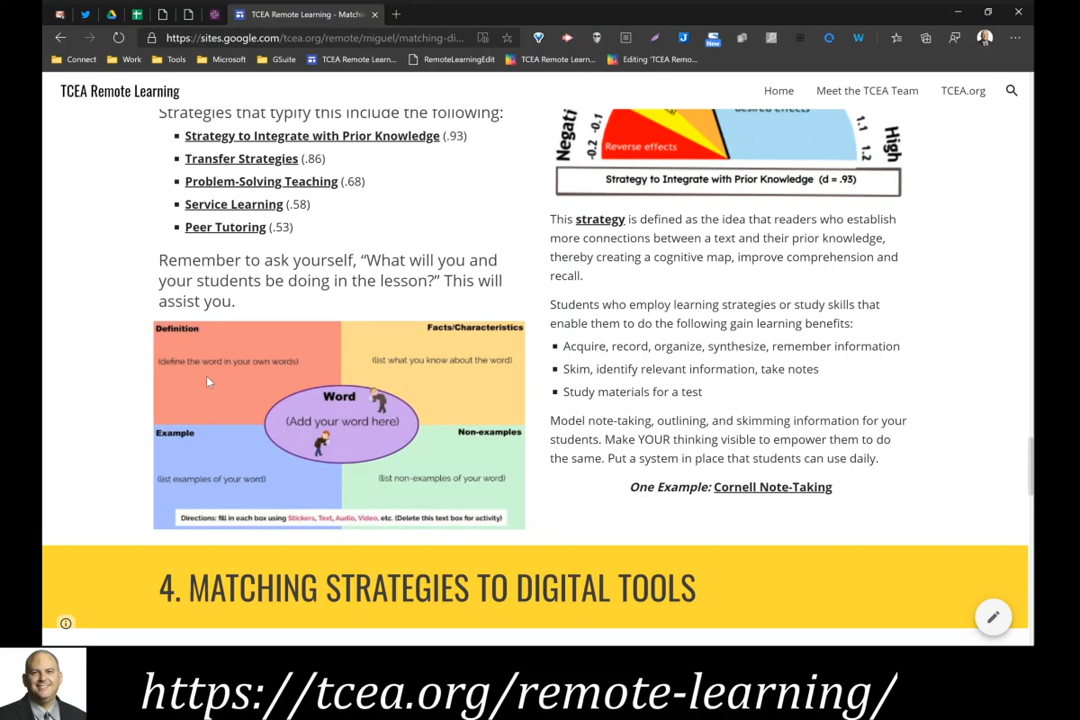 TCEA Remote Learning - Matchin
https://sites.google.com/tcea.org/remote/miguel/matching-di...
New
Connect
Work
Tools
Microsoft
GSuite
TCEA Remote Learn...
RemoteLearningEdit
TCEA Remote Learn...
Editing 'TCEA Remo...
TCEA Remote Learning
Home
Meet the TCEA Team
TCEA.org
Strategies that typify this include the following:
Strategy to Integrate with Prior Knowledge (.93)
Transfer Strategies (.86)
Problem-Solving Teaching (.68)
Service Learning (.58)
Peer Tutoring (.53)
Remember to ask yourself, “What will you and
your students be doing in the lesson?” This will
assist you.
Definition
(define the word in your own words)
Facts/Characteristics
(list what you know about the word)
Word
(Add your word here)
Example
(list examples of your word)
Non-examples
(list non-examples of your word)
Directions: fill in each box using Stickers, Text, Audio, Video, etc. (Delete this text box for activity)
Negati
-0.2
-0.1
Reverse effects
desired effects
1.1
1.2
High
Strategy to Integrate with Prior Knowledge (d = .93)
This strategy is defined as the idea that readers who establish
more connections between a text and their prior knowledge,
thereby creating a cognitive map, improve comprehension and
recall.
Students who employ learning strategies or study skills that
enable them to do the following gain learning benefits:
Acquire, record, organize, synthesize, remember information
Skim, identify relevant information, take notes
Study materials for a test
Model note-taking, outlining, and skimming information for your
students. Make YOUR thinking visible to empower them to do
the same. Put a system in place that students can use daily.
One Example: Cornell Note-Taking
4. MATCHING STRATEGIES TO DIGITAL TOOLS
https://tcea.org/remote-learning/